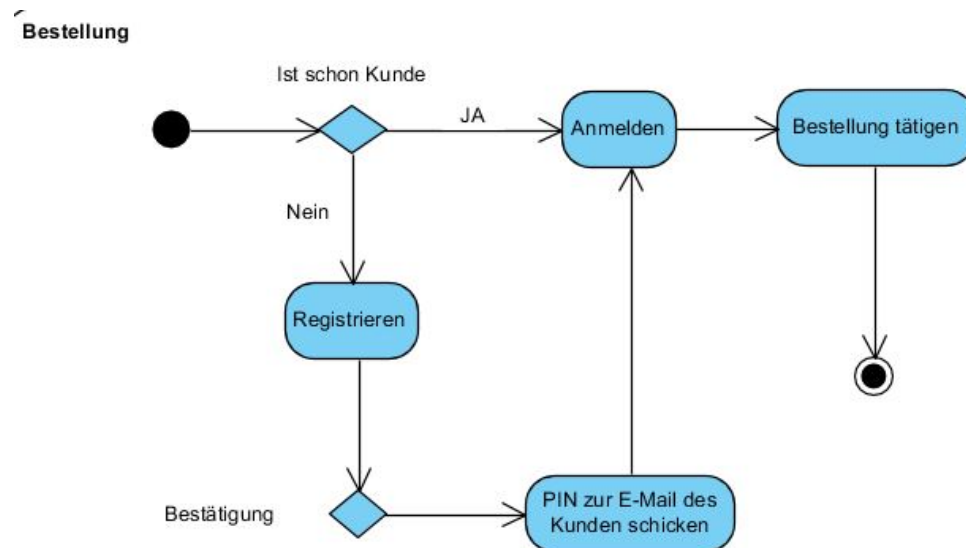 Bestellung
Ist schon Kunde
JA
Anmelden
Bestellung tätigen
Nein
Registrieren
Bestätigung
PIN zur E-Mail des
Kunden schicken